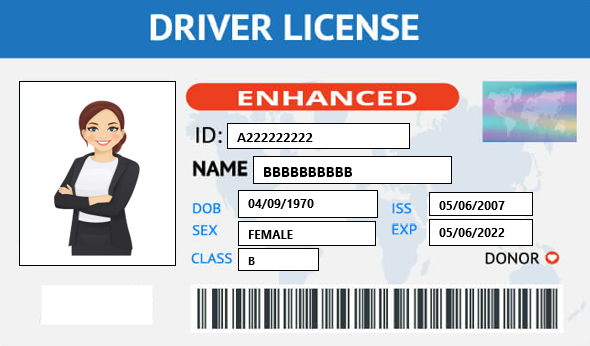 DRIVER LICENSE
ENHANCED
ID: A222222222
NAME BBBBBBBBBB
DOB 04/09/1970 ISS 05/06/2007
SEX FEMALE EXP 05/06/2022
CLASS B DONOR